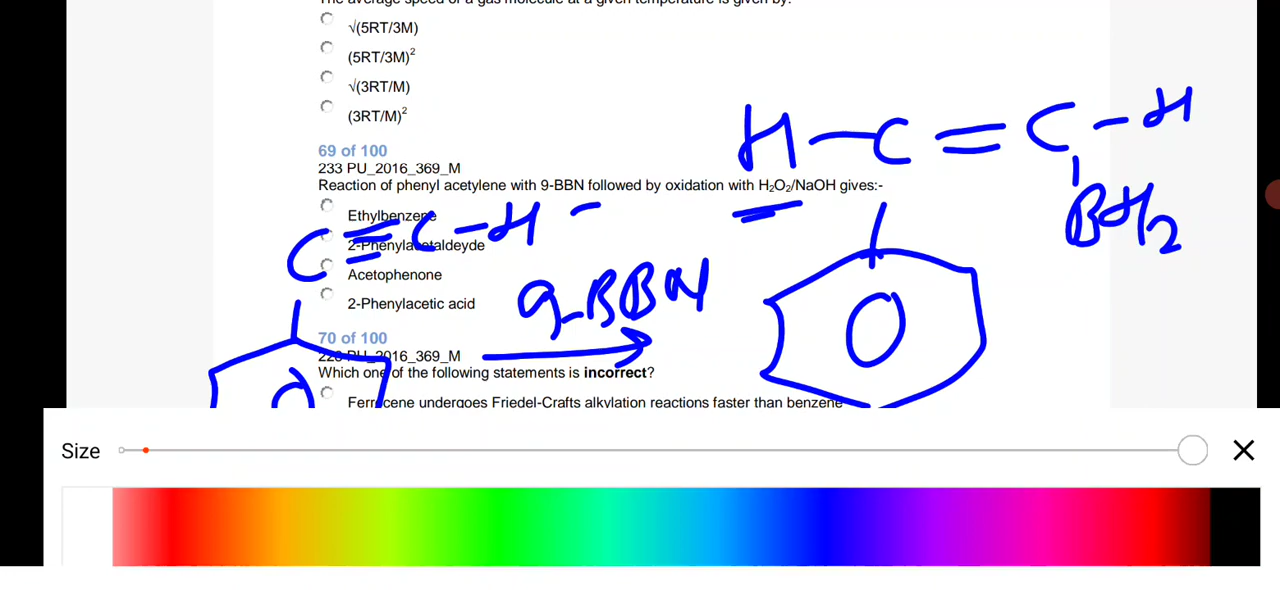 The average speed of a gas molecule at a given temperature is given by:
√(5RT/3M)
(5RT/3M)²
√(3RT/M)
(3RT/M)²
69 of 100
233 PU_2016_369_M
Reaction of phenyl acetylene with 9-BBN followed by oxidation with H₂O₂/NaOH gives:-
Ethylbenzene
2-Phenylacetaldeyde
Acetophenone
2-Phenylacetic acid
70 of 100
PU_2016_369_M
Which one of the following statements is incorrect?
Ferrocene undergoes Friedel-Crafts alkylation reactions faster than benzene
H-C=C-H
BH2
C≡C-H
9-BBN
Size